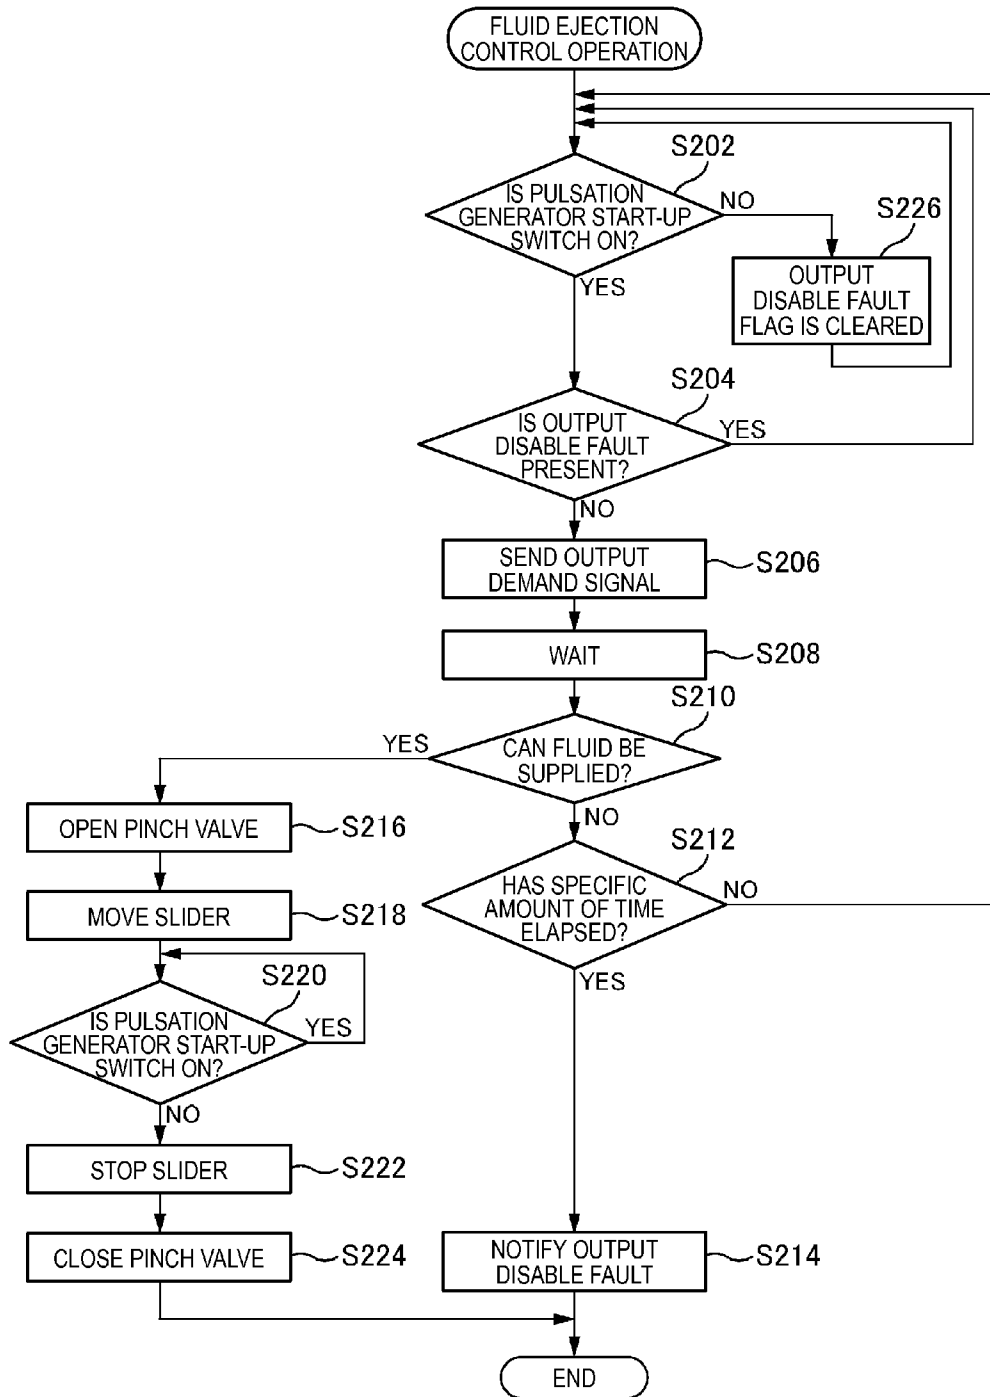 FLUID EJECTION
CONTROL OPERATION
S202
IS PULSATION
GENERATOR START-UP
SWITCH ON?
NO
YES
S226
OUTPUT
DISABLE FAULT
FLAG IS CLEARED
S204
IS OUTPUT
DISABLE FAULT
PRESENT?
YES
NO
SEND OUTPUT
DEMAND SIGNAL
S206
WAIT
S208
S210
CAN FLUID BE
SUPPLIED?
YES
NO
OPEN PINCH VALVE
S216
S212
HAS SPECIFIC
AMOUNT OF TIME
ELAPSED?
NO
YES
MOVE SLIDER
S218
S220
IS PULSATION
GENERATOR START-UP
SWITCH ON?
YES
NO
STOP SLIDER
S222
CLOSE PINCH VALVE
S224
NOTIFY OUTPUT
DISABLE FAULT
S214
END